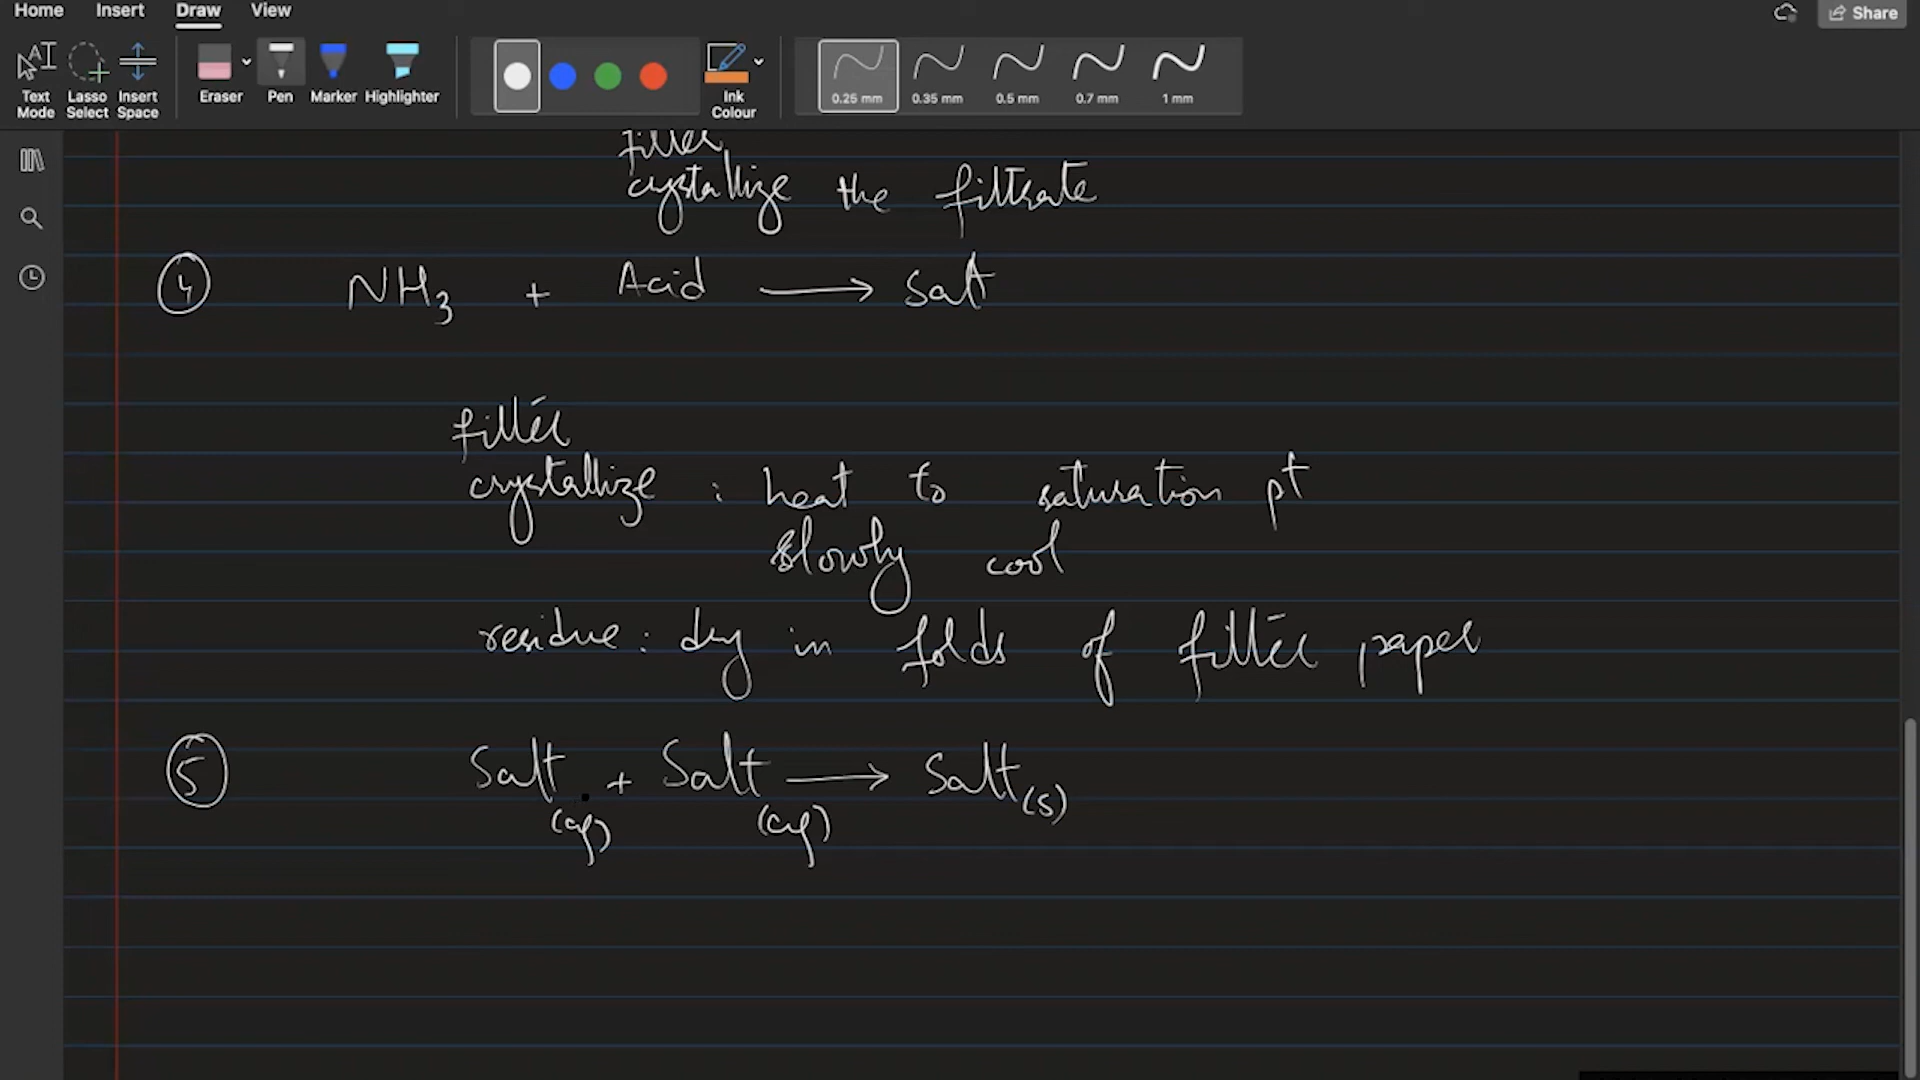 Home Insert Draw View
Share
Text Mode
Lasso Select
Insert Space
Eraser
Pen
Marker
Highlighter
Ink Colour
0.25 mm
0.35 mm
0.5 mm
0.7 mm
1 mm
filter
crystallize the filtrate
④ NH3 + Acid → Salt
filter
crystallize : heat to saturation pt
slowly cool
residue : dry in folds of filter paper
⑤ Salt(aq) + Salt(aq) → Salt(s)